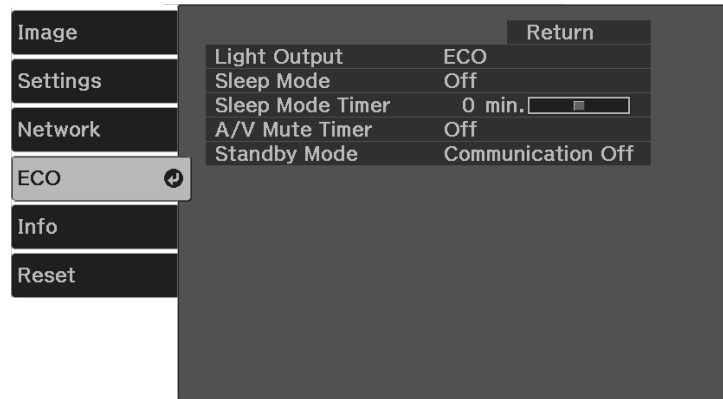 Image
Settings
Network
ECO
Info
Reset
Return
Light Output ECO
Sleep Mode Off
Sleep Mode Timer 0 min.
A/V Mute Timer Off
Standby Mode Communication Off